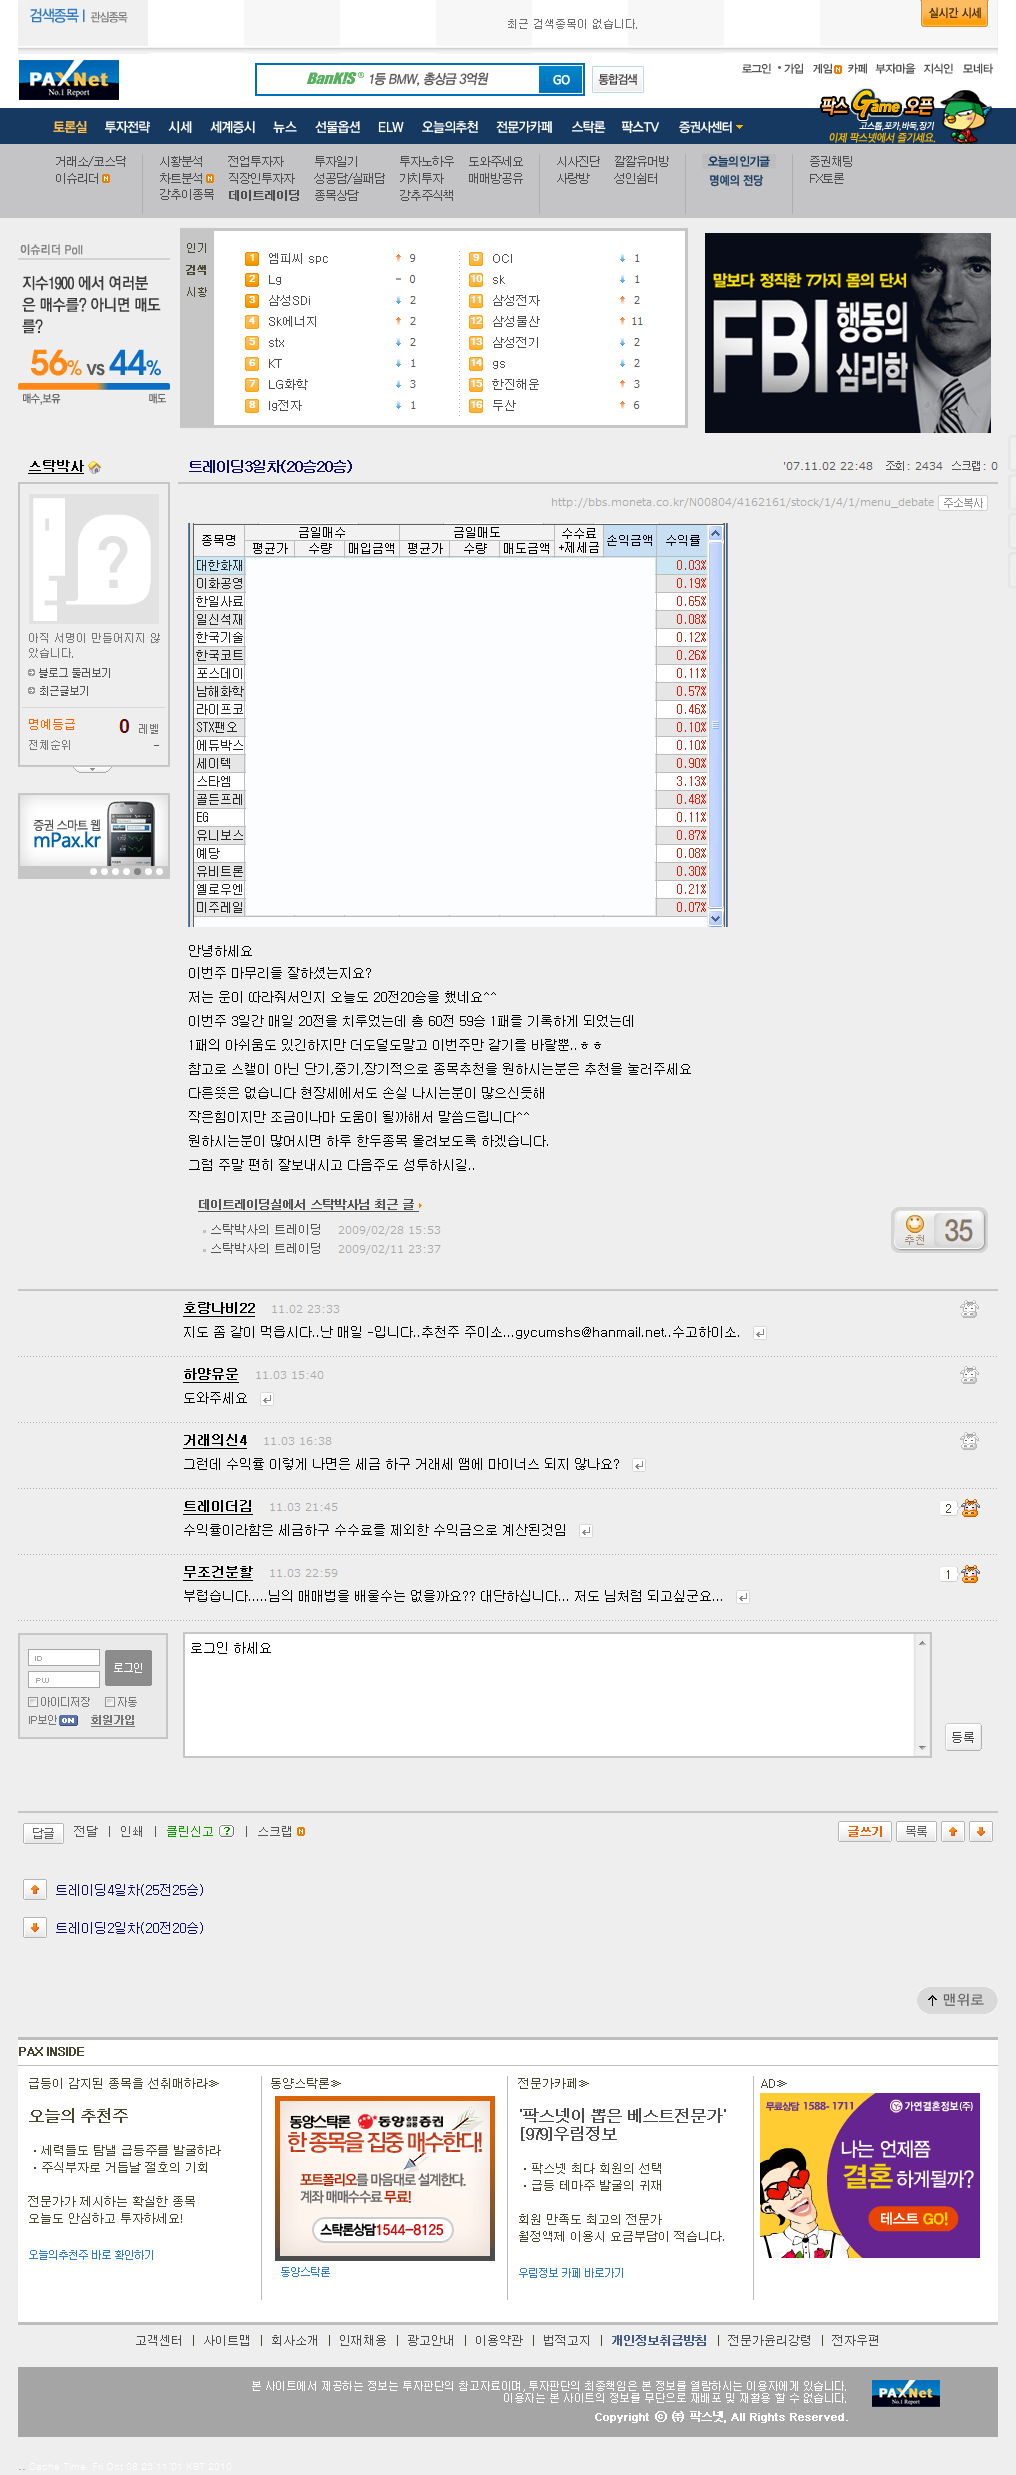 검색종목 | 관심종목
최근 검색종목이 없습니다.
실시간 시세
PAXNet
No.1 Report
BanKIS® 1등 BMW, 총상금 3억원
GO
통합검색
로그인 • 가입 게임 N 카페 부자마을 지식인 모네타
팍스 Game 오픈
고스톱,포카,바둑,장기
이제 팍스넷에서 즐기세요.
토론실 투자전략 시세 세계증시 뉴스 선물옵션 ELW 오늘의추천 전문가카페 스탁론 팍스TV 증권사센터
거래소/코스닥 시황분석 전업투자자 투자일기 투자노하우 도와주세요 시사진단 깔깔유머방 오늘의 인기글 증권채팅
이슈리더 N 차트분석 N 직장인투자자 성공담/실패담 가치투자 매매방공유 사랑방 성인쉼터 명예의 전당 FX토론
강추이종목 데이트레이딩 종목상담 강추주식책
이슈리더 Poll
지수1900 에서 여러분
은 매수를? 아니면 매도
를?
56% vs 44%
매수,보유 매도
인기
검색
시황
1 엠피씨 spc 9
2 Lg 0
3 삼성SDi 2
4 Sk에너지 2
5 stx 2
6 KT 1
7 LG화학 3
8 lg전자 1
9 OCI 1
10 sk 1
11 삼성전자 2
12 삼성물산 11
13 삼성전기 2
14 gs 2
15 한진해운 3
16 두산 6
말보다 정직한 7가지 몸의 단서
FBI 행동의
심리학
스탁박사
트레이딩3일차(20승20승)
'07.11.02 22:48 조회: 2434 스크랩: 0
http://bbs.moneta.co.kr/N00804/4162161/stock/1/4/1/menu_debate 주소복사
아직 서명이 만들어지지 않
았습니다.
블로그 둘러보기
최근글보기
명예등급 0 레벨
전체순위 -
증권 스마트 웹
mPax.kr
종목명 금일매수 금일매도 수수료 손익금액 수익률
평균가 수량 매입금액 평균가 수량 매도금액 +제세금
대한화재 0.03%
이화공영 0.19%
한일사료 0.65%
일신석재 0.08%
한국기술 0.12%
한국코트 0.26%
포스데이 0.11%
남해화학 0.57%
라이프코 0.46%
STX팬오 0.10%
에듀박스 0.10%
세이텍 0.90%
스타엠 3.13%
골든프레 0.48%
EG 0.11%
유니보스 0.87%
예당 0.08%
유비트론 0.30%
옐로우엔 0.21%
미주레일 0.07%
안녕하세요
이번주 마무리들 잘하셨는지요?
저는 운이 따라줘서인지 오늘도 20전20승을 했네요^^
이번주 3일간 매일 20전을 치루었는데 총 60전 59승 1패를 기록하게 되었는데
1패의 아쉬움도 있긴하지만 더도덜도말고 이번주만 같기를 바랄뿐..ㅎㅎ
참고로 스캘이 아닌 단기,중기,장기적으로 종목추천을 원하시는분은 추천을 눌러주세요
다른뜻은 없습니다 현장세에서도 손실 나시는분이 많으신듯해
작은힘이지만 조금이나마 도움이 될까해서 말씀드립니다^^
원하시는분이 많어시면 하루 한두종목 올려보도록 하겠습니다.
그럼 주말 편히 잘보내시고 다음주도 성투하시길..
데이트레이딩실에서 스탁박사님 최근 글
스탁박사의 트레이딩 2009/02/28 15:53
스탁박사의 트레이딩 2009/02/11 23:37
추천 35
호랑나비22 11.02 23:33
지도 좀 같이 먹읍시다..난 매일 -입니다..추천주 주이소...gycumshs@hanmail.net..수고하이소.
하얌유운 11.03 15:40
도와주세요
거래의신4 11.03 16:38
그런데 수익률 이렇게 나면은 세금 하구 거래세 땜에 마이너스 되지 않나요?
트레이더김 11.03 21:45 2
수익률이라함은 세금하구 수수료를 제외한 수익금으로 계산된것임
무조건분할 11.03 22:59 1
부럽습니다.....님의 매매법을 배울수는 없을까요?? 대단하십니다... 저도 님처럼 되고싶군요...
ID
PW
로그인
아이디저장 자동
IP보안 ON 회원가입
로그인 하세요
등록
답글 전달 | 인쇄 | 클린신고 ? | 스크랩 N
글쓰기 목록
트레이딩4일차(25전25승)
트레이딩2일차(20전20승)
맨위로
PAX INSIDE
급등이 감지된 종목을 선취매하라≫
오늘의 추천주
· 세력들도 탐낼 급등주를 발굴하라
· 주식부자로 거듭날 절호의 기회
전문가가 제시하는 확실한 종목
오늘도 안심하고 투자하세요!
오늘의추천주 바로 확인하기
동양스탁론≫
동양스탁론 동양종합금융증권
한 종목을 집중 매수한다!
포트폴리오를 마음대로 설계한다.
계좌 매매수수료 무료!
스탁론상담1544-8125
동양스탁론
전문가카페≫
'팍스넷이 뽑은 베스트전문가'
[979]우림정보
· 팍스넷 최다 회원의 선택
· 급등 테마주 발굴의 귀재
회원 만족도 최고의 전문가
월정액제 이용시 요금부담이 적습니다.
우림정보 카페 바로가기
AD≫
무료상담 1588-1711 가연결혼정보(주)
나는 언제쯤
결혼 하게될까?
테스트 GO!
고객센터 | 사이트맵 | 회사소개 | 인재채용 | 광고안내 | 이용약관 | 법적고지 | 개인정보취급방침 | 전문가윤리강령 | 전자우편
본 사이트에서 제공하는 정보는 투자판단의 참고자료이며, 투자판단의 최종책임은 본 정보를 열람하시는 이용자에게 있습니다.
이용자는 본 사이트의 정보를 무단으로 재배포 및 재활용 할 수 없습니다.
Copyright ⓒ ㈜ 팍스넷, All Rights Reserved.
PAXNet
No.1 Report
.. Cache Time: Fri Oct 08 23:11:01 KST 2010